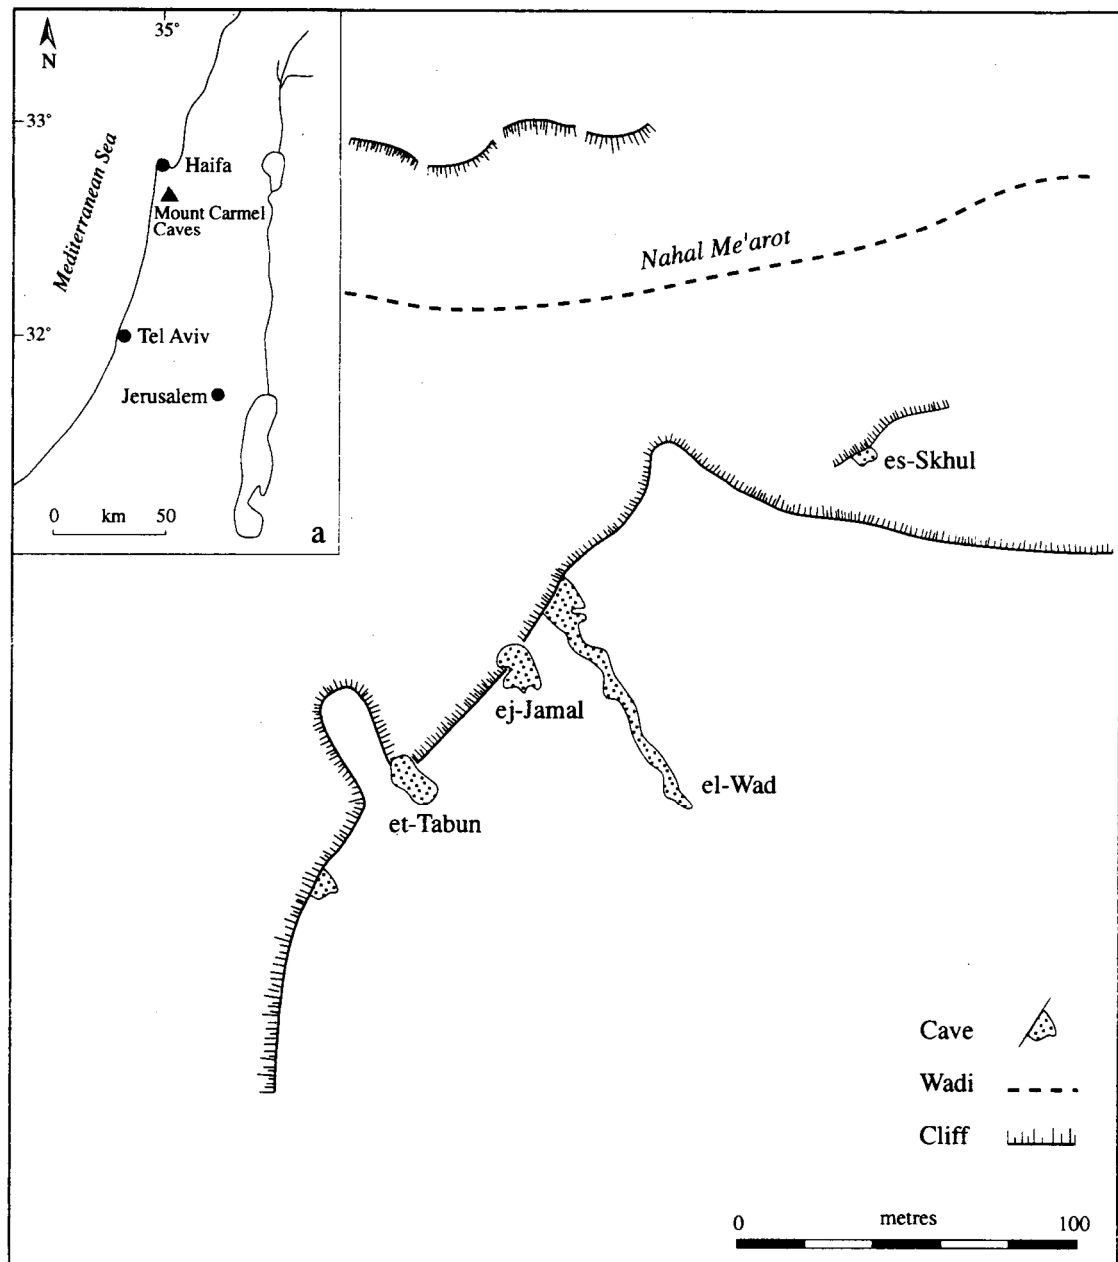 35°
N
33°
Mediterranean Sea
Haifa
Mount Carmel
Caves
32°
Tel Aviv
Jerusalem
0 km 50
a
Nahal Me'arot
es-Skhul
ej-Jamal
el-Wad
et-Tabun
Cave
Wadi
Cliff
0 metres 100